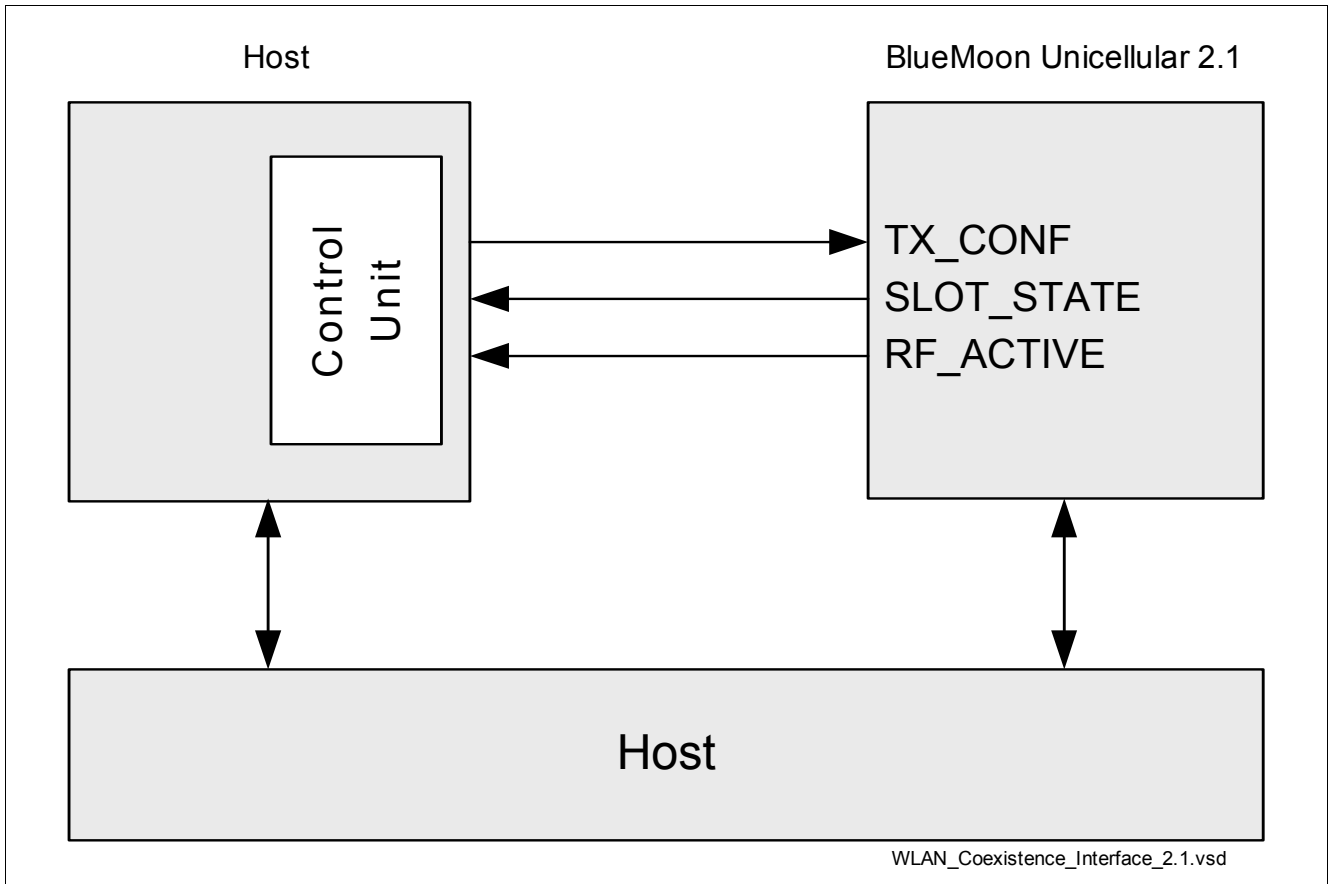 Host
BlueMoon Unicellular 2.1
Control
Unit
TX_CONF
SLOT_STATE
RF_ACTIVE
Host
WLAN_Coexistence_Interface_2.1.vsd